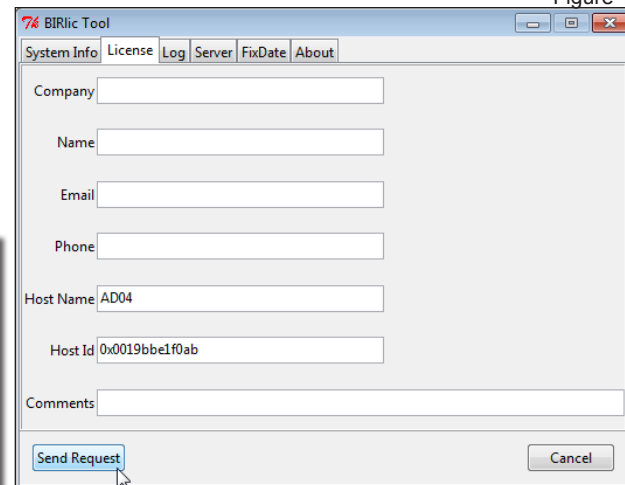 Figure
BIRlic Tool
System Info License Log Server FixDate About
Company
Name
Email
Phone
Host Name AD04
Host Id 0x0019bbe1f0ab
Comments
Send Request Cancel